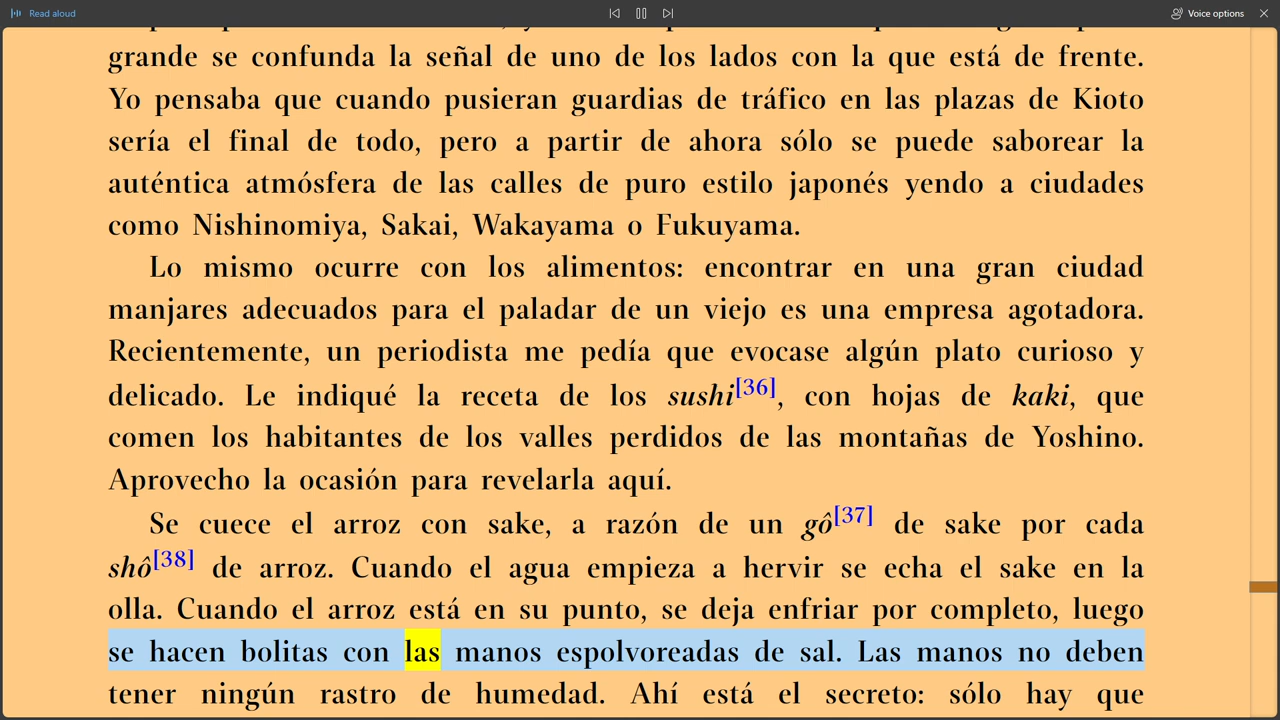 Read aloud
Voice options
grande se confunda la señal de uno de los lados con la que está de frente.
Yo pensaba que cuando pusieran guardias de tráfico en las plazas de Kioto
sería el final de todo, pero a partir de ahora sólo se puede saborear la
auténtica atmósfera de las calles de puro estilo japonés yendo a ciudades
como Nishinomiya, Sakai, Wakayama o Fukuyama.
Lo mismo ocurre con los alimentos: encontrar en una gran ciudad
manjares adecuados para el paladar de un viejo es una empresa agotadora.
Recientemente, un periodista me pedía que evocase algún plato curioso y
delicado. Le indiqué la receta de los sushi[36], con hojas de kaki, que
comen los habitantes de los valles perdidos de las montañas de Yoshino.
Aprovecho la ocasión para revelarla aquí.
Se cuece el arroz con sake, a razón de un gô[37] de sake por cada
shô[38] de arroz. Cuando el agua empieza a hervir se echa el sake en la
olla. Cuando el arroz está en su punto, se deja enfriar por completo, luego
se hacen bolitas con las manos espolvoreadas de sal. Las manos no deben
tener ningún rastro de humedad. Ahí está el secreto: sólo hay que